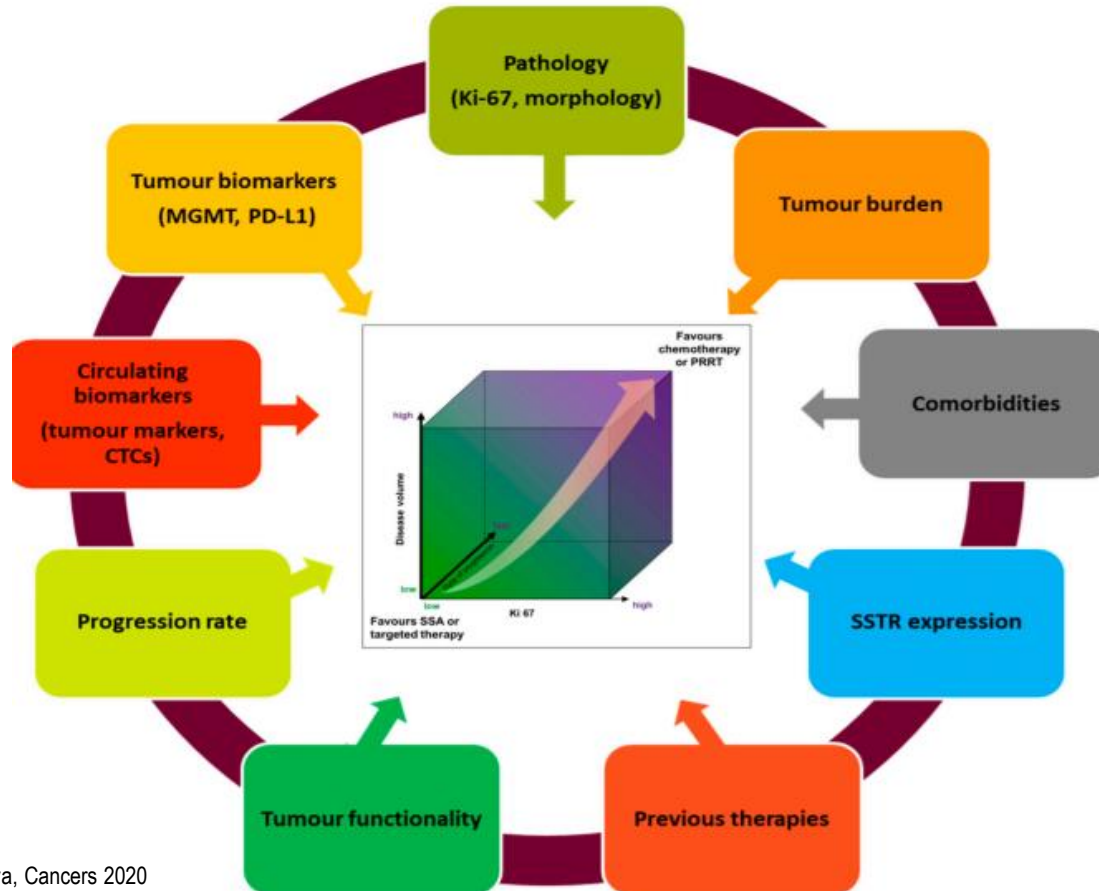 Pathology
(Ki-67, morphology)
Tumour burden
Comorbidities
SSTR expression
Previous therapies
Tumour functionality
Progression rate
Circulating
biomarkers
(tumour markers,
CTCs)
Tumour biomarkers
(MGMT, PD-L1)
Favours
chemotherapy
or PRRT
high
Disease volume
low
low
Ki 67
high
Favours SSA or
targeted therapy
Cancers 2020